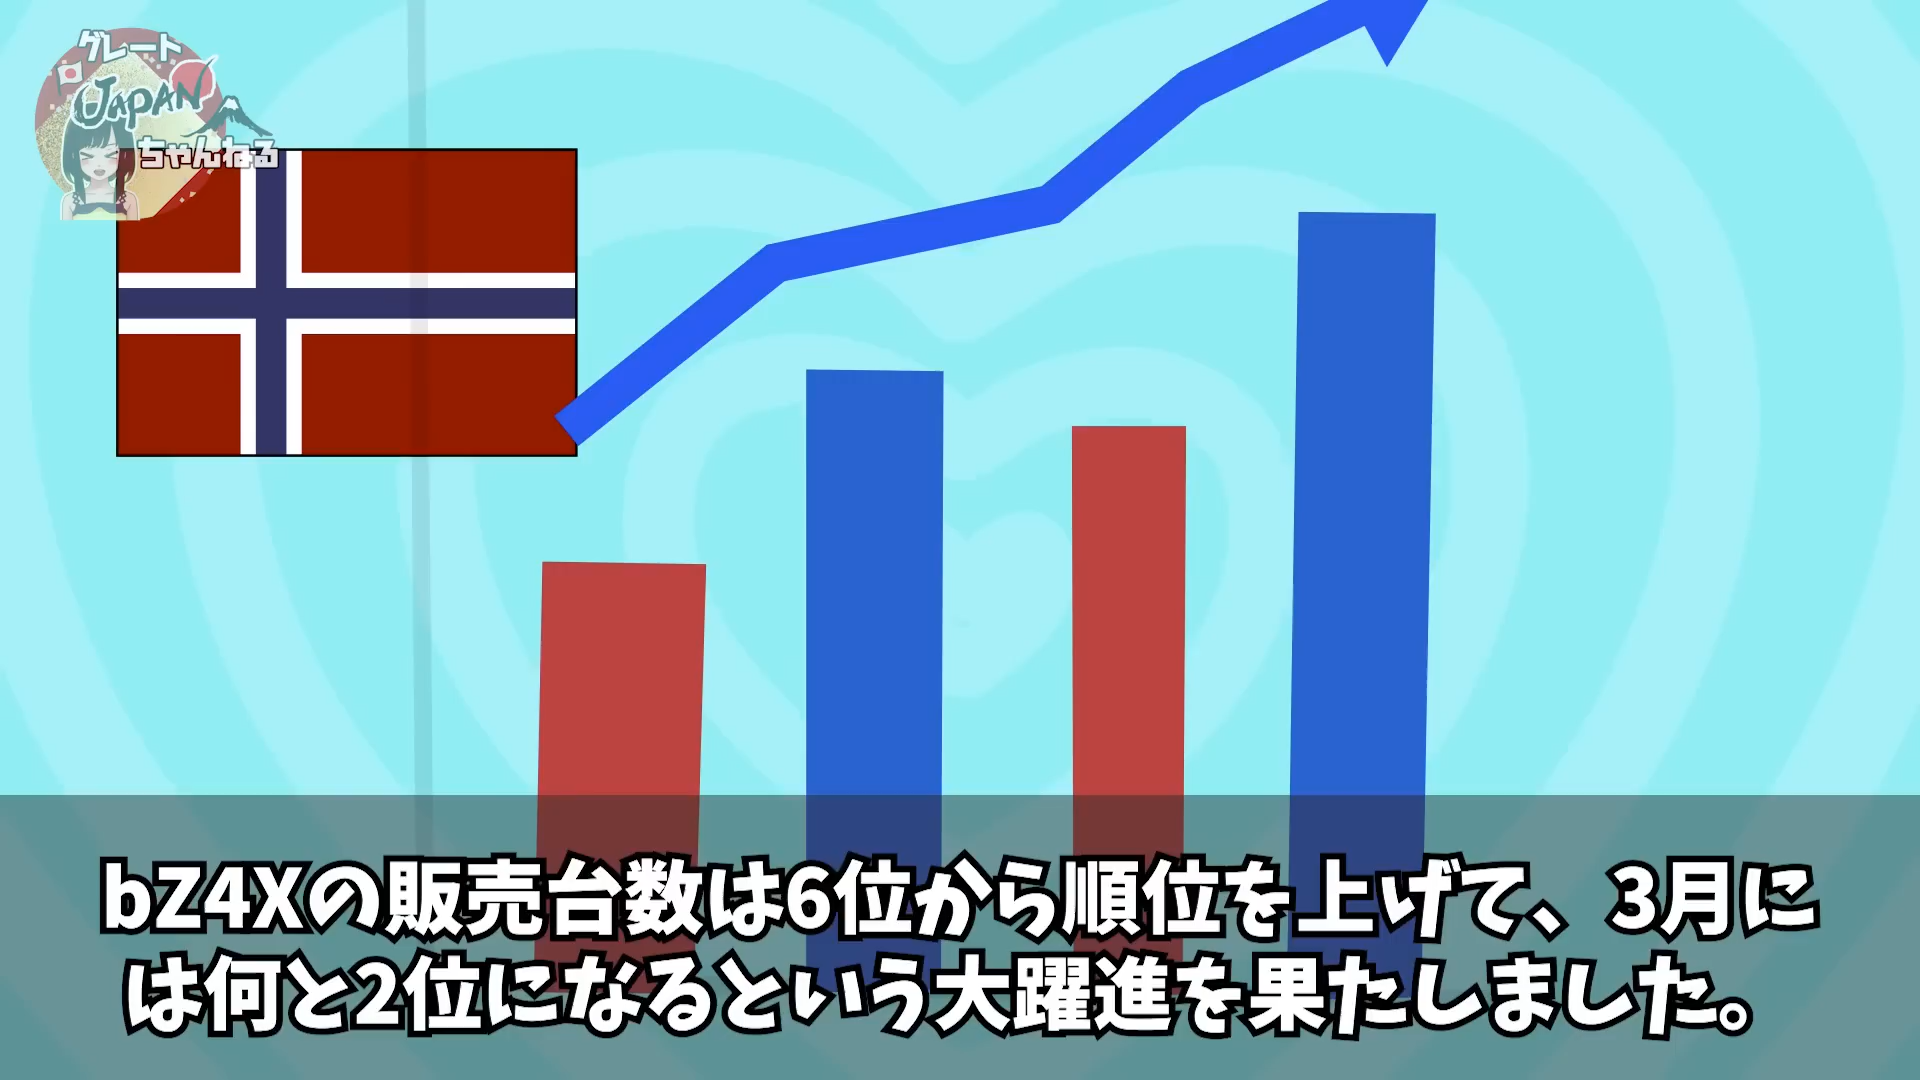 グレート
JAPAN
ちゃんねる
bZ4Xの販売台数は6位から順位を上げて、3月に
は何と2位になるという大躍進を果たしました。